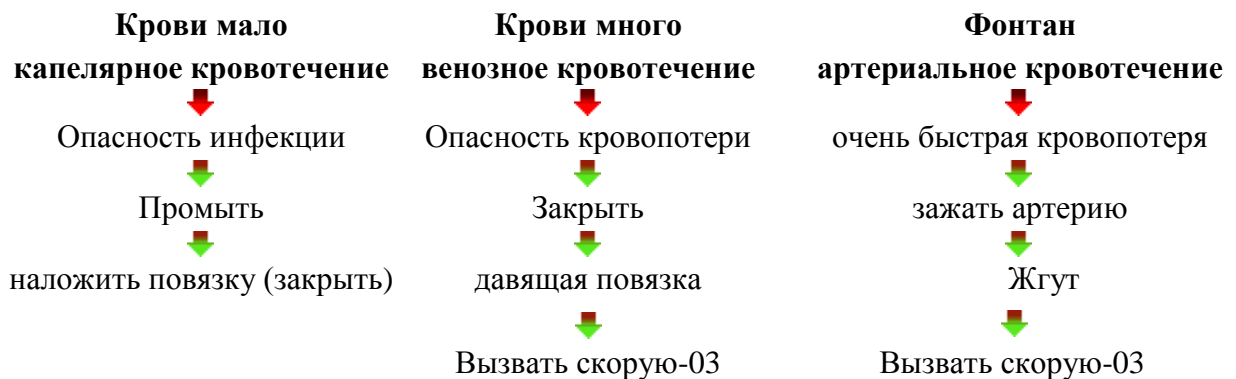 Крови мало
капелярное кровотечение
Опасность инфекции
Промыть
наложить повязку (закрыть)
Крови много
венозное кровотечение
Опасность кровопотери
Закрыть
давящая повязка
Вызвать скорую-03
Фонтан
артериальное кровотечение
очень быстрая кровопотеря
зажать артерию
Жгут
Вызвать скорую-03